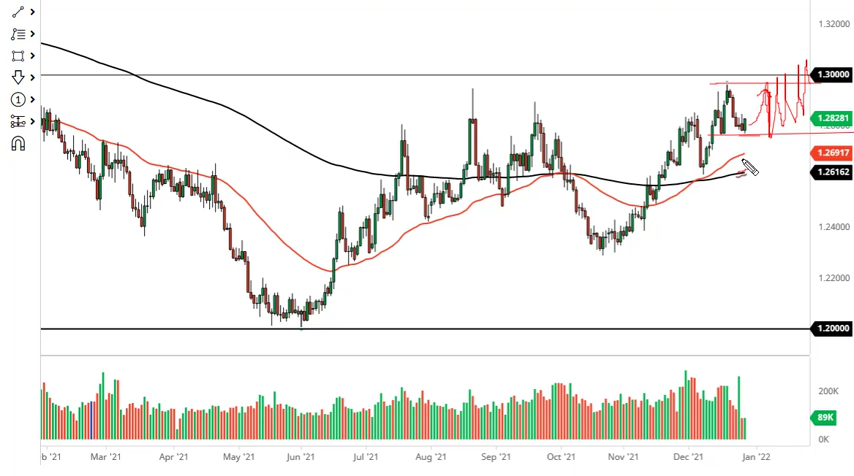 1.32000
1.30000
1.28281
1.26917
1.26162
1.24000
1.22000
1.20000
200K
89K
0K
1
b '21 Mar '21 Apr '21 May '21 Jun '21 Jul '21 Aug '21 Sep '21 Oct '21 Nov '21 Dec '21 Jan '22